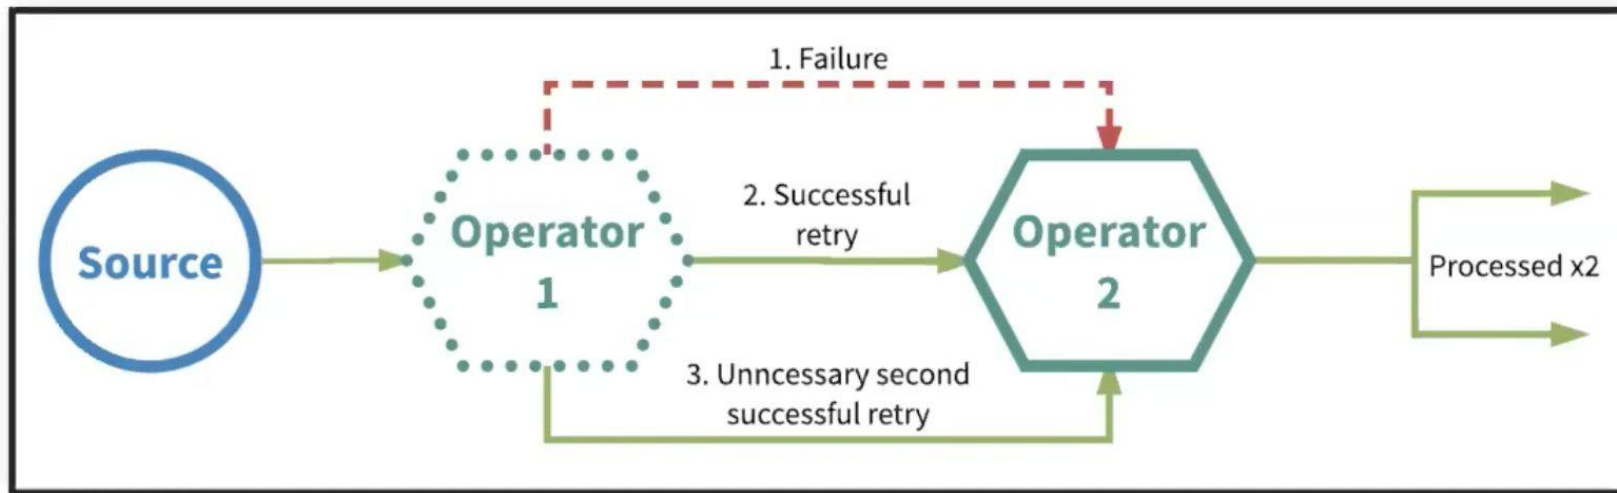 1. Failure
Source
Operator
1
2. Successful
retry
Operator
2
Processed x2
3. Unncessary second
successful retry